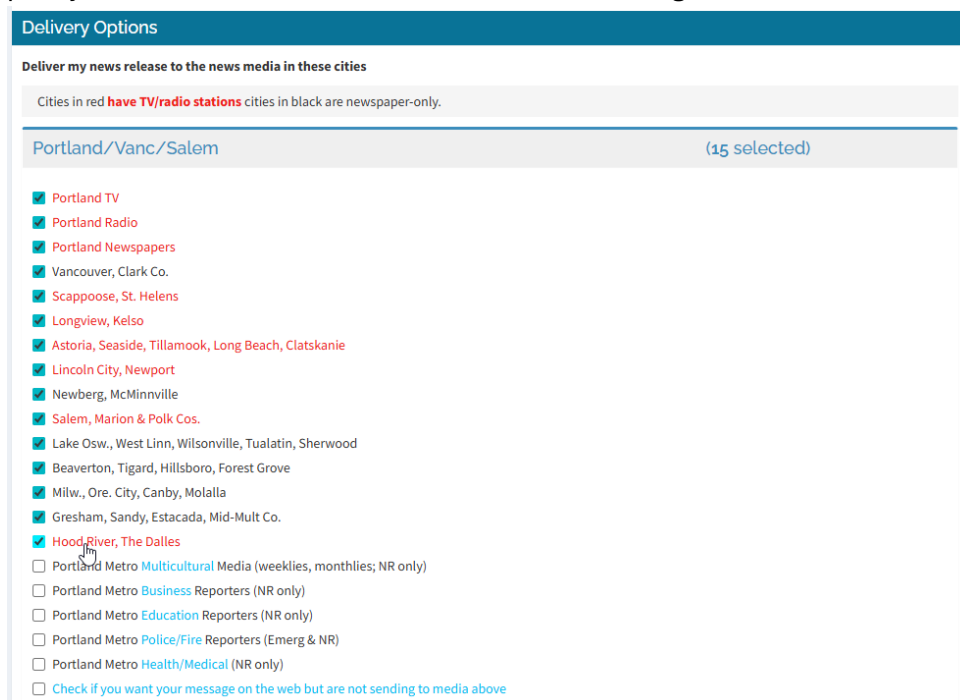 Delivery Options
Deliver my news release to the news media in these cities
Cities in red have TV/radio stations cities in black are newspaper-only.
Portland/Vanc/Salem (15 selected)
Portland TV
Portland Radio
Portland Newspapers
Vancouver, Clark Co.
Scappoose, St. Helens
Longview, Kelso
Astoria, Seaside, Tillamook, Long Beach, Clatskanie
Lincoln City, Newport
Newberg, McMinnville
Salem, Marion & Polk Cos.
Lake Osw., West Linn, Wilsonville, Tualatin, Sherwood
Beaverton, Tigard, Hillsboro, Forest Grove
Milw., Ore. City, Canby, Molalla
Gresham, Sandy, Estacada, Mid-Mult Co.
Hood River, The Dalles
Portland Metro Multicultural Media (weeklies, monthlies; NR only)
Portland Metro Business Reporters (NR only)
Portland Metro Education Reporters (NR only)
Portland Metro Police/Fire Reporters (Emerg & NR)
Portland Metro Health/Medical (NR only)
Check if you want your message on the web but are not sending to media above